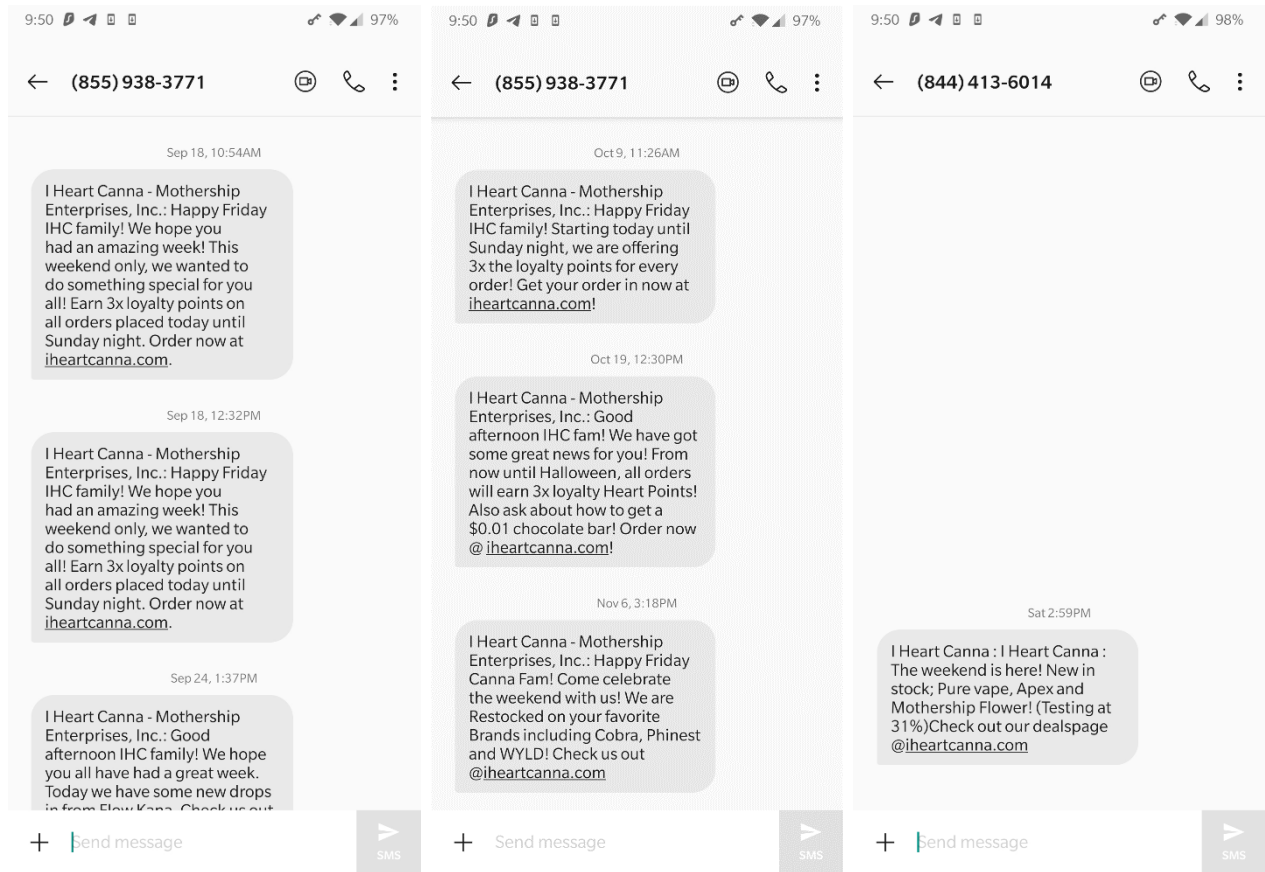 9:50
97%
(855) 938-3771
Sep 18, 10:54AM
I Heart Canna - Mothership
Enterprises, Inc.: Happy Friday
IHC family! We hope you
had an amazing week! This
weekend only, we wanted to
do something special for you
all! Earn 3x loyalty points on
all orders placed today until
Sunday night. Order now at
iheartcanna.com.
Sep 18, 12:32PM
I Heart Canna - Mothership
Enterprises, Inc.: Happy Friday
IHC family! We hope you
had an amazing week! This
weekend only, we wanted to
do something special for you
all! Earn 3x loyalty points on
all orders placed today until
Sunday night. Order now at
iheartcanna.com.
Sep 24, 1:37PM
I Heart Canna - Mothership
Enterprises, Inc.: Good
afternoon IHC family! We hope
you all have had a great week.
Today we have some new drops
in from Flow Kana. Check us out
Send message
SMS
9:50
97%
(855) 938-3771
Oct 9, 11:26AM
I Heart Canna - Mothership
Enterprises, Inc.: Happy Friday
IHC family! Starting today until
Sunday night, we are offering
3x the loyalty points for every
order! Get your order in now at
iheartcanna.com!
Oct 19, 12:30PM
I Heart Canna - Mothership
Enterprises, Inc.: Good
afternoon IHC fam! We have got
some great news for you! From
now until Halloween, all orders
will earn 3x loyalty Heart Points!
Also ask about how to get a
$0.01 chocolate bar! Order now
@ iheartcanna.com!
Nov 6, 3:18PM
I Heart Canna - Mothership
Enterprises, Inc.: Happy Friday
Canna Fam! Come celebrate
the weekend with us! We are
Restocked on your favorite
Brands including Cobra, Phinest
and WYLD! Check us out
@iheartcanna.com
Send message
SMS
9:50
98%
(844) 413-6014
Sat 2:59PM
I Heart Canna : I Heart Canna :
The weekend is here! New in
stock; Pure vape, Apex and
Mothership Flower! (Testing at
31%)Check out our dealspage
@iheartcanna.com
Send message
SMS